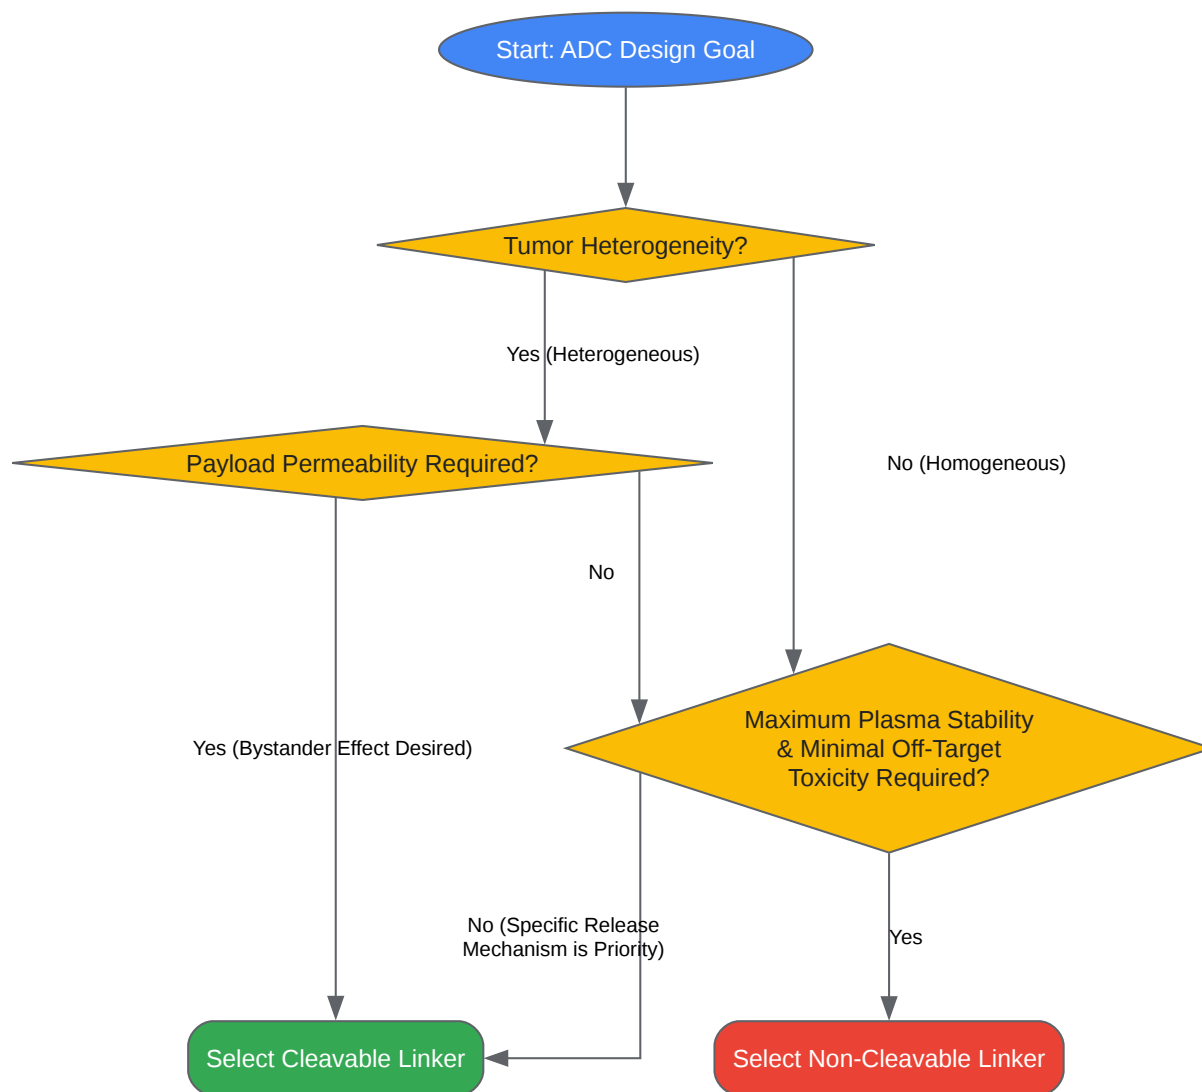 Start: ADC Design Goal
Tumor Heterogeneity?
Yes (Heterogeneous)
Payload Permeability Required?
No (Homogeneous)
No
Maximum Plasma Stability
& Minimal Off-Target
Toxicity Required?
Yes (Bystander Effect Desired)
No (Specific Release
Mechanism is Priority)
Yes
Select Cleavable Linker
Select Non-Cleavable Linker